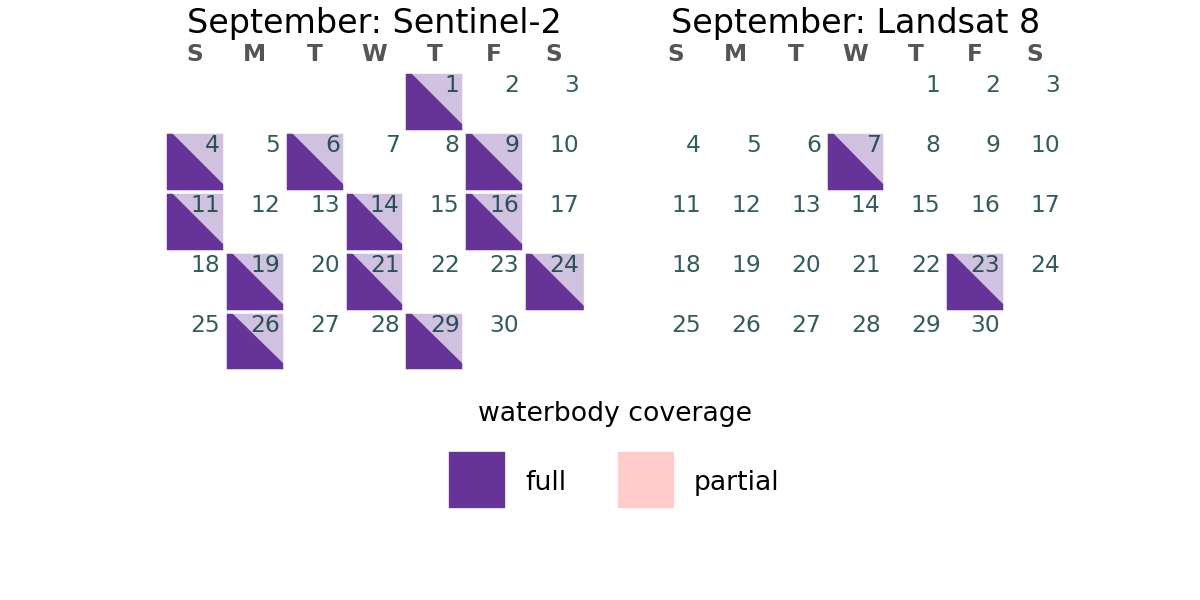 September: Sentinel-2
S M T W T F S
1 2 3
4 5 6 7 8 9 10
11 12 13 14 15 16 17
18 19 20 21 22 23 24
25 26 27 28 29 30
September: Landsat 8
S M T W T F S
1 2 3
4 5 6 7 8 9 10
11 12 13 14 15 16 17
18 19 20 21 22 23 24
25 26 27 28 29 30
waterbody coverage
full partial